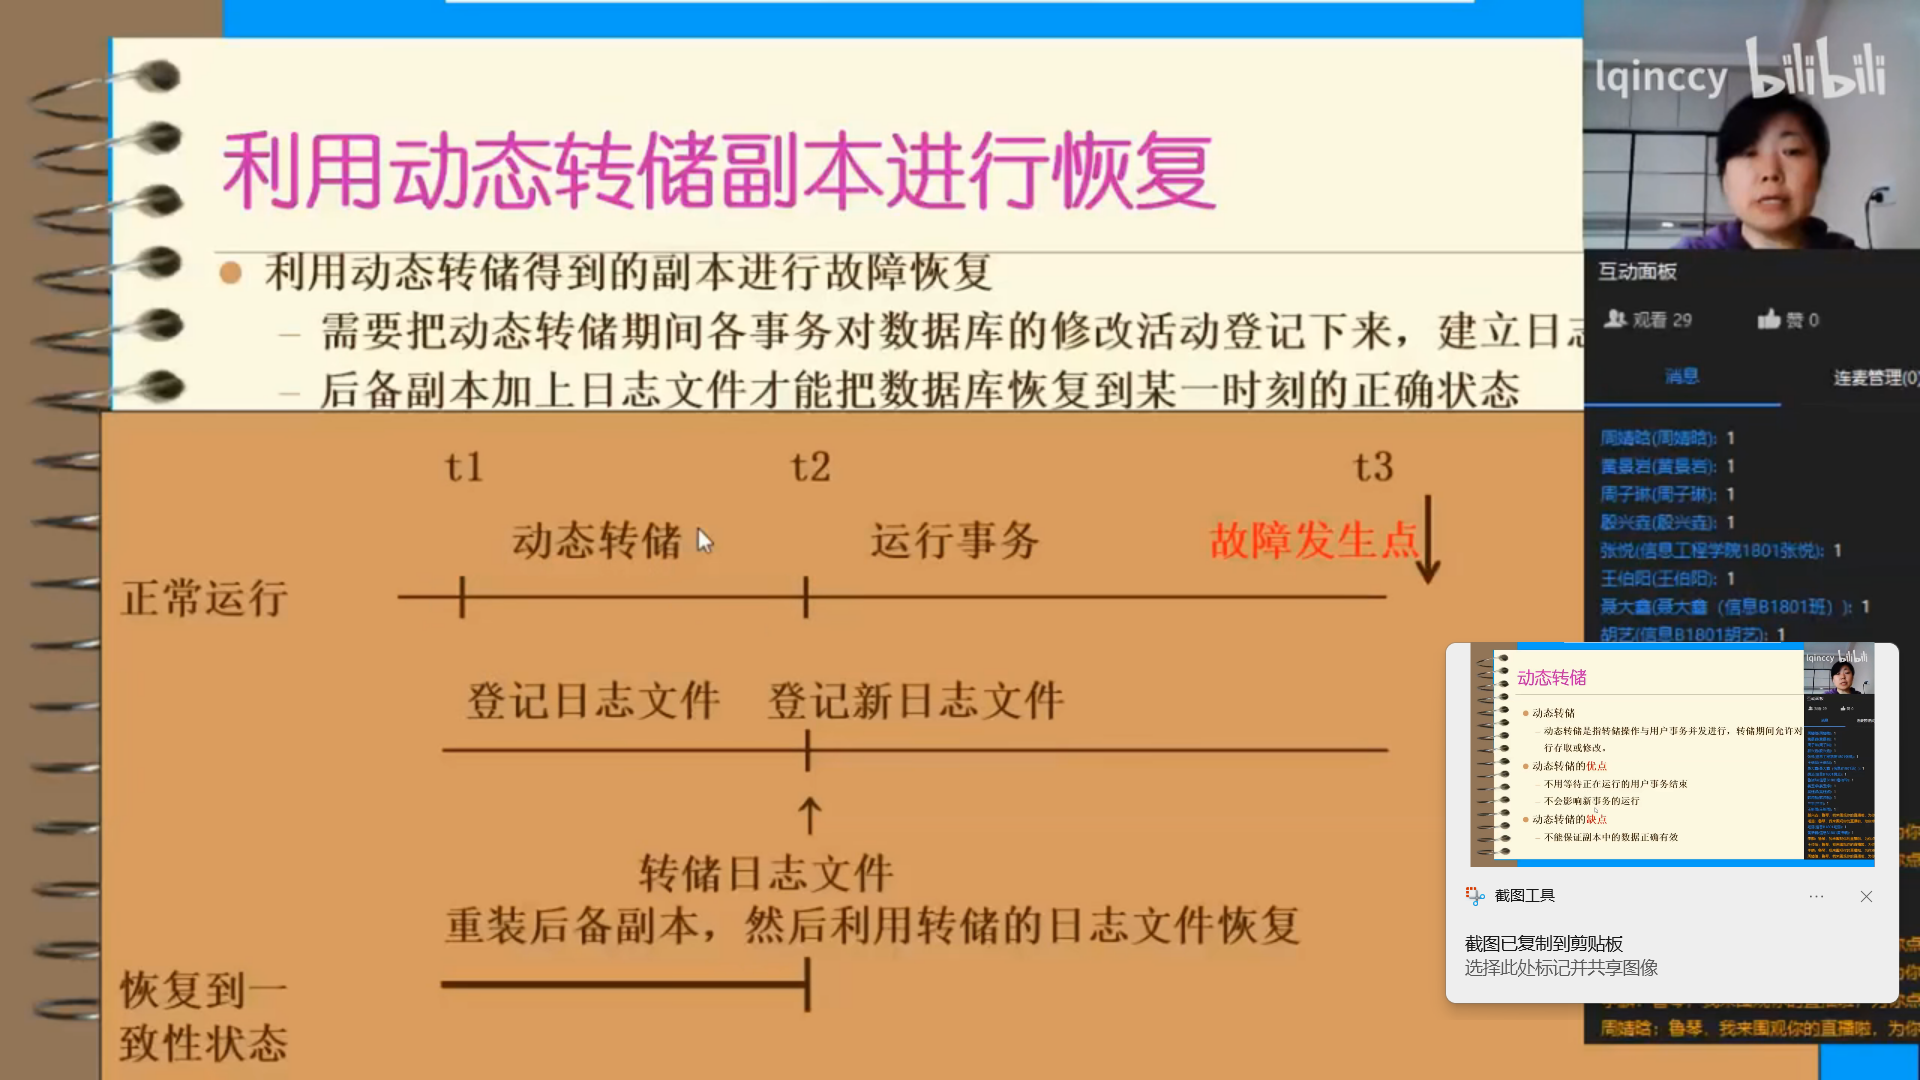 利用动态转储副本进行恢复
利用动态转储得到的副本进行故障恢复
– 需要把动态转储期间各事务对数据库的修改活动登记下来，建立日志
– 后备副本加上日志文件才能把数据库恢复到某一时刻的正确状态
t1 t2 t3
动态转储 运行事务 故障发生点
正常运行
登记日志文件 登记新日志文件
转储日志文件
重装后备副本，然后利用转储的日志文件恢复
恢复到一
致性状态
lqinccy bilibili
互动面板
观看 29 赞 0
消息 连麦管理(0)
周婧晗(周婧晗): 1
黄景岩(黄景岩): 1
周子琳(周子琳): 1
殷兴垚(殷兴垚): 1
张悦(信息工程学院1801张悦): 1
王伯阳(王伯阳): 1
聂大鑫(聂大鑫（信息B1801班）): 1
胡艺(信息B1801胡艺): 1
lqinccy bilibili
动态转储
动态转储
– 动态转储是指转储操作与用户事务并发进行，转储期间允许对
行存取或修改。
动态转储的优点
– 不用等待正在运行的用户事务结束
– 不会影响新事务的运行
动态转储的缺点
– 不能保证副本中的数据正确有效
截图工具
截图已复制到剪贴板
选择此处标记并共享图像
周婧晗：鲁琴，我来围观你的直播啦，为你